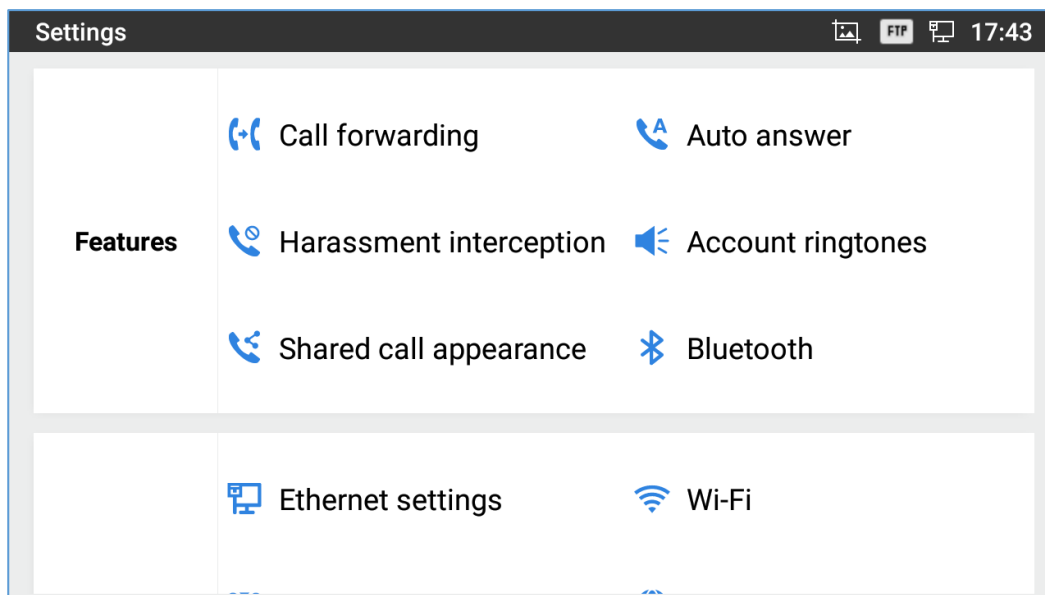 Settings
FTP 17:43
Call forwarding
A
Auto answer
Features
Harassment interception
Account ringtones
Shared call appearance
Bluetooth
Ethernet settings
Wi-Fi